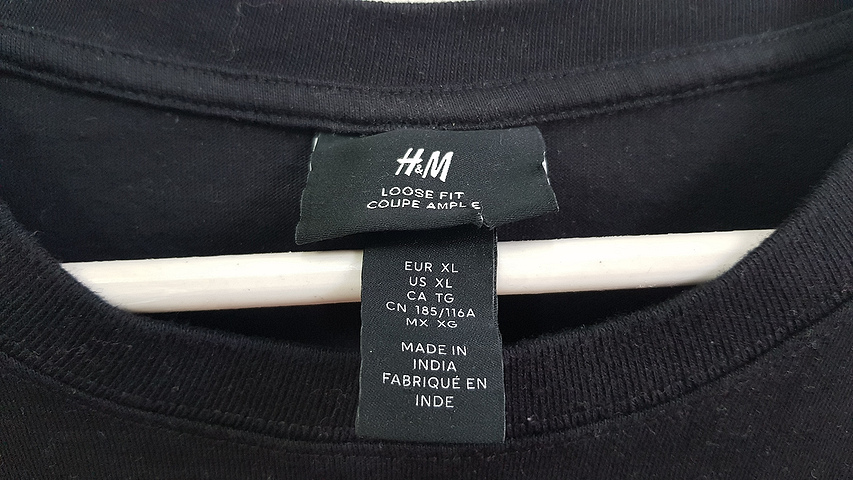 H&M
LOOSE FIT
COUPE AMPLE
EUR XL
US XL
CA TG
CN 185/116A
MX XG
MADE IN
INDIA
FABRIQUÉ EN
INDE